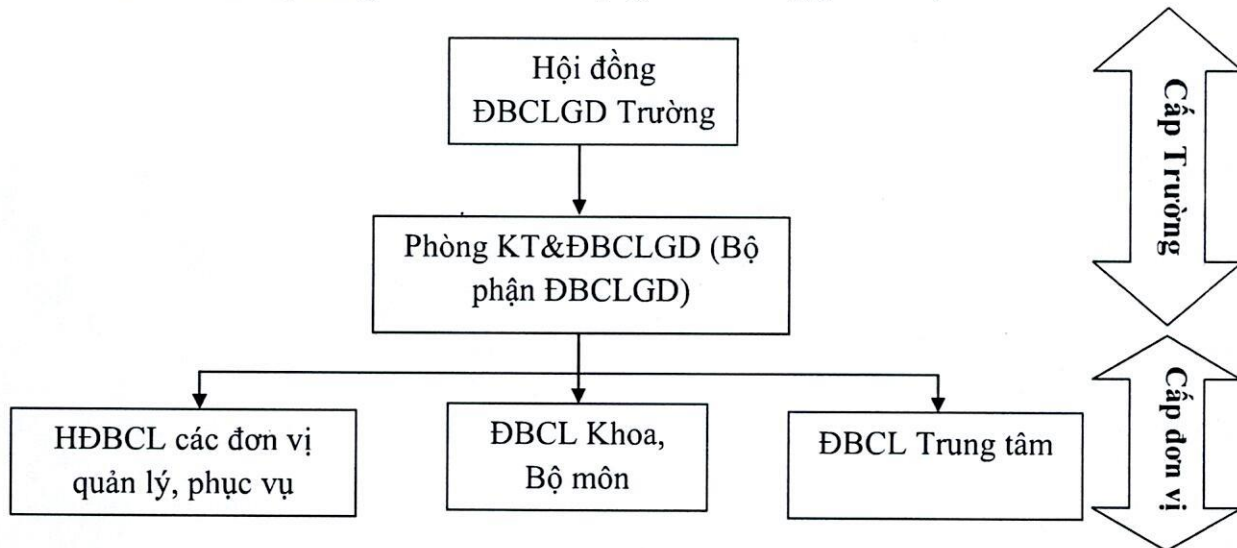 Hội đồng
ĐBCLGD Trường
Cấp Trường
Phòng KT&ĐBCLGD (Bộ
phận ĐBCLGD)
HĐBCL các đơn vị
quản lý, phục vụ
ĐBCL Khoa,
Bộ môn
ĐBCL Trung tâm
Cấp đơn vị